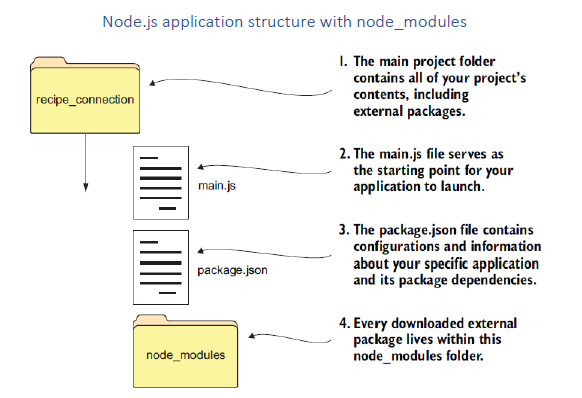 Node.js application structure with node_modules
recipe_connection
1. The main project folder
contains all of your project's
contents, including
external packages.
main.js
2. The main.js file serves as
the starting point for your
application to launch.
package.json
3. The package.json file contains
configurations and information
about your specific application
and its package dependencies.
node_modules
4. Every downloaded external
package lives within this
node_modules folder.